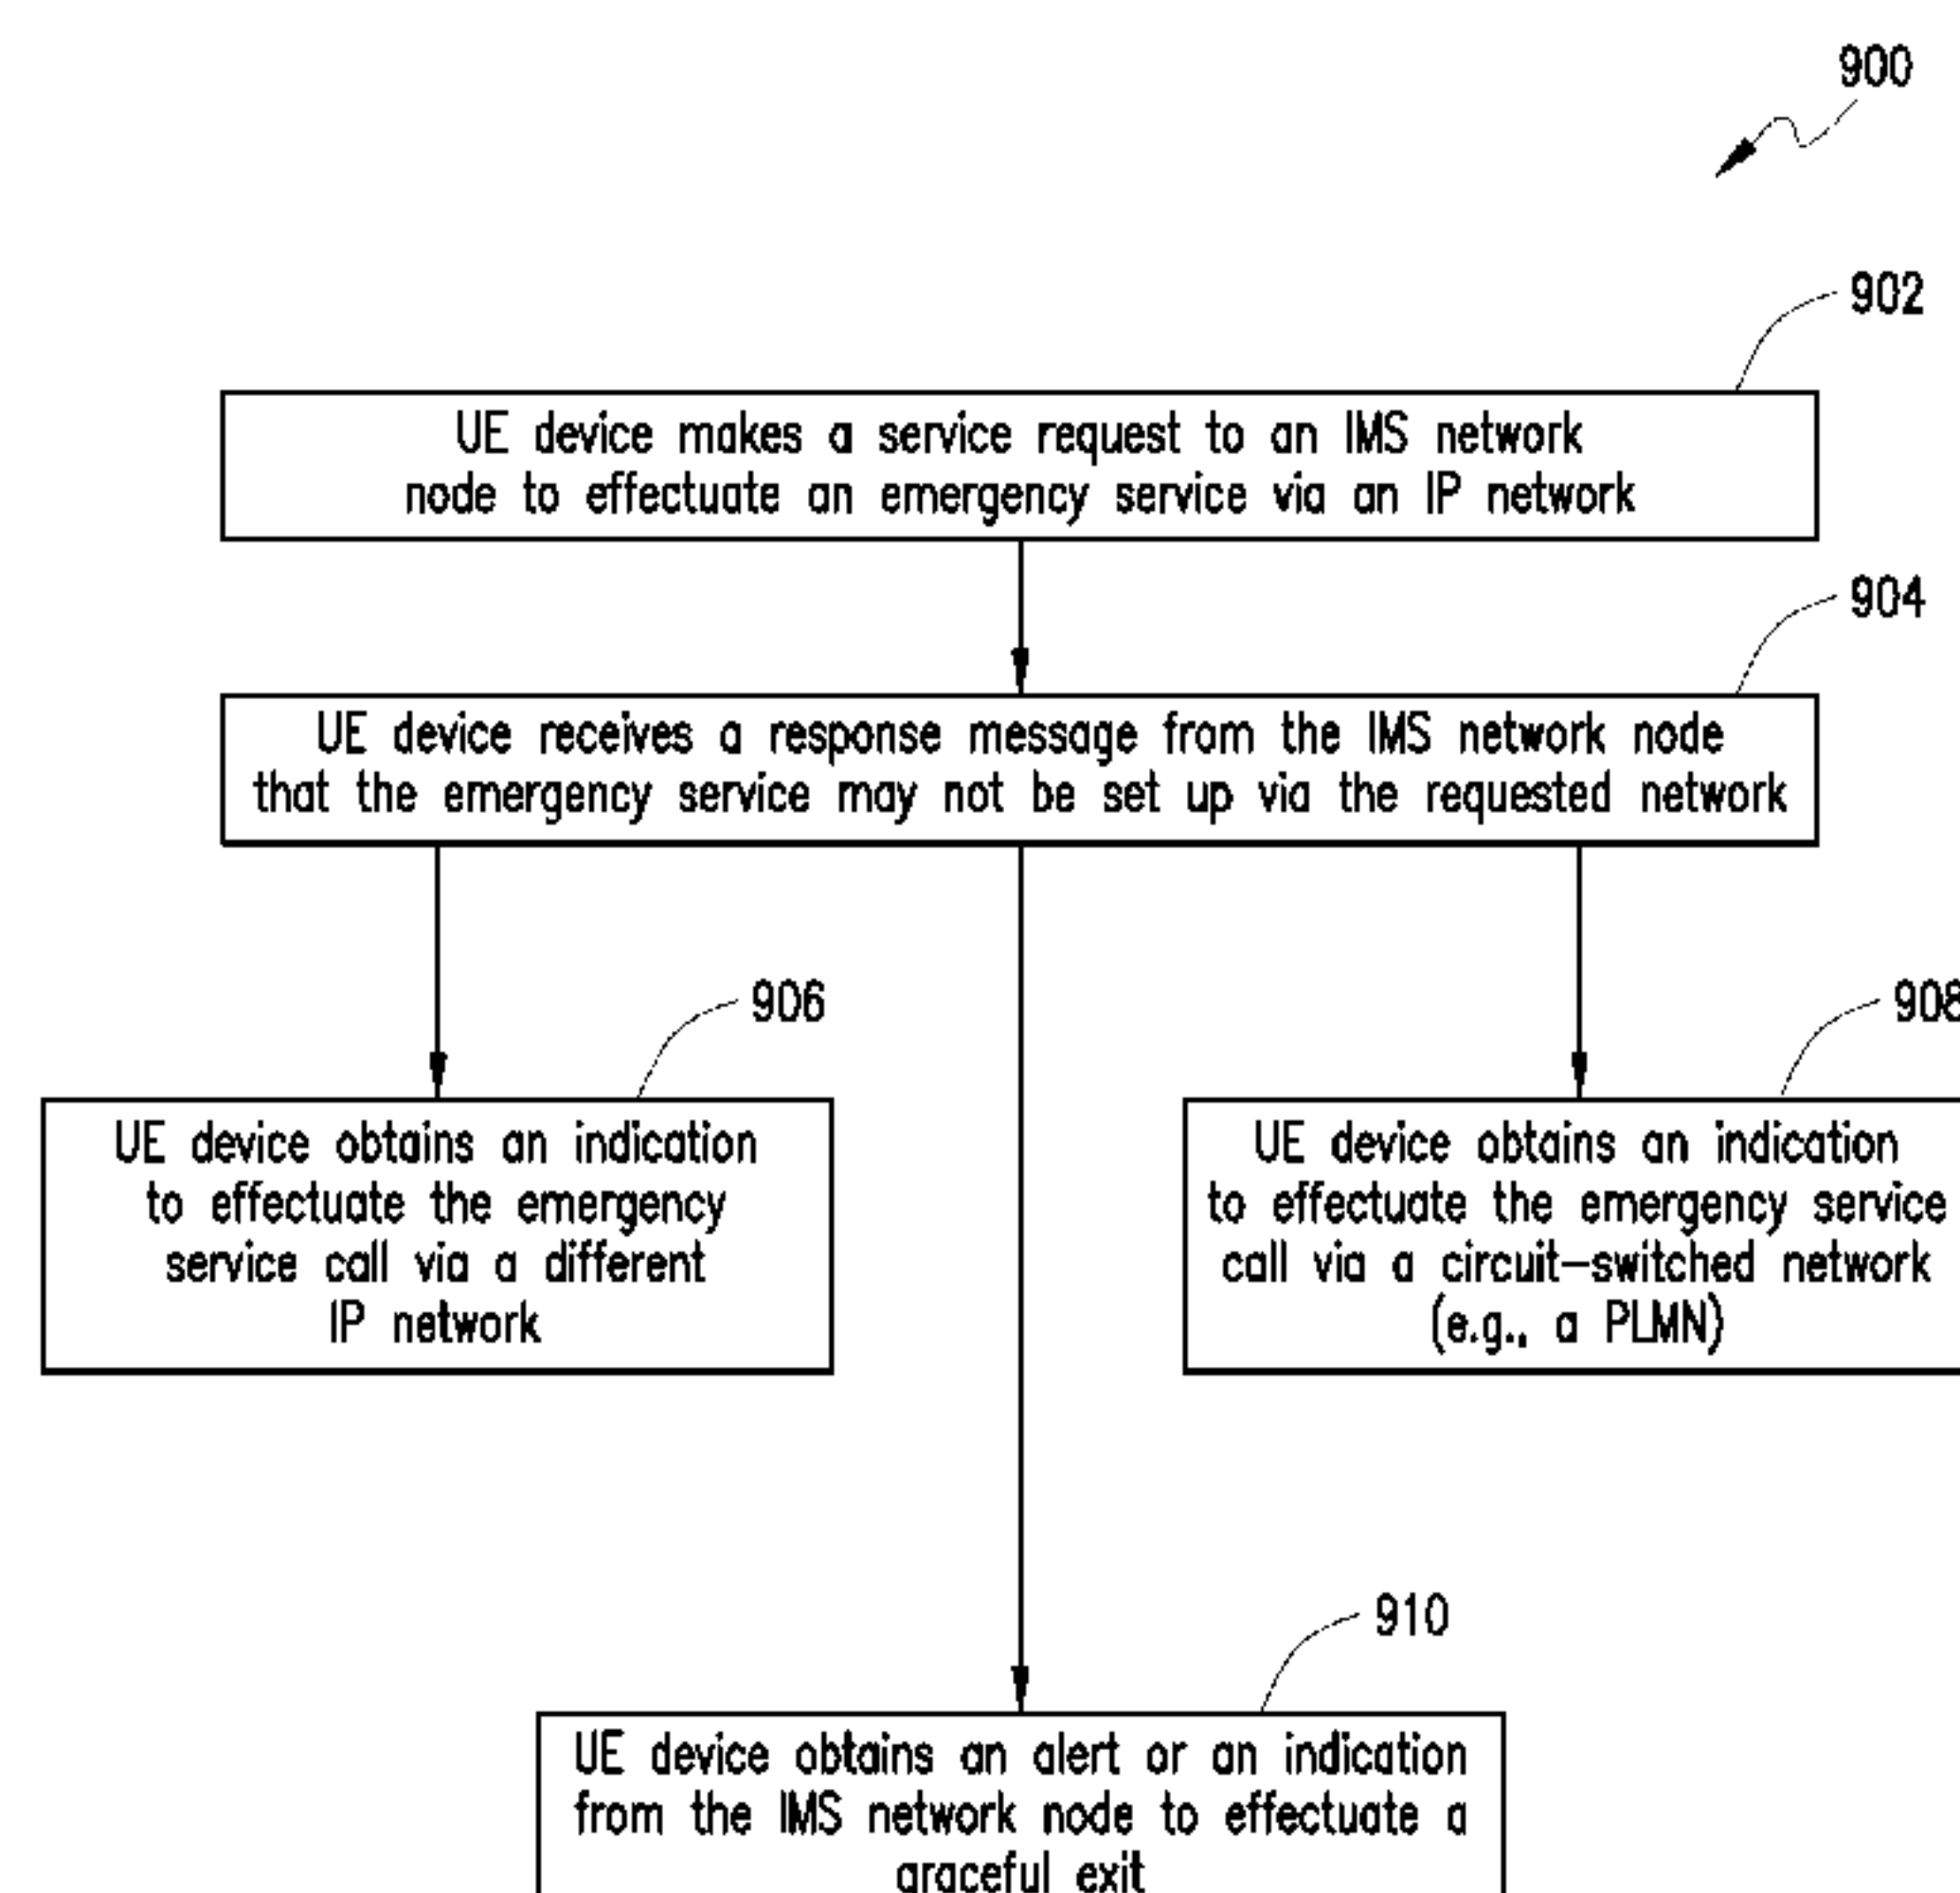 900
902
UE device makes a service request to an IMS network
node to effectuate an emergency service via an IP network
904
UE device receives a response message from the IMS network node
that the emergency service may not be set up via the requested network
906
908
UE device obtains an indication
to effectuate the emergency
service call via a different
IP network
UE device obtains an indication
to effectuate the emergency service
call via a circuit-switched network
(e.g., a PLMN)
910
UE device obtains an alert or an indication
from the IMS network node to effectuate a
graceful exit